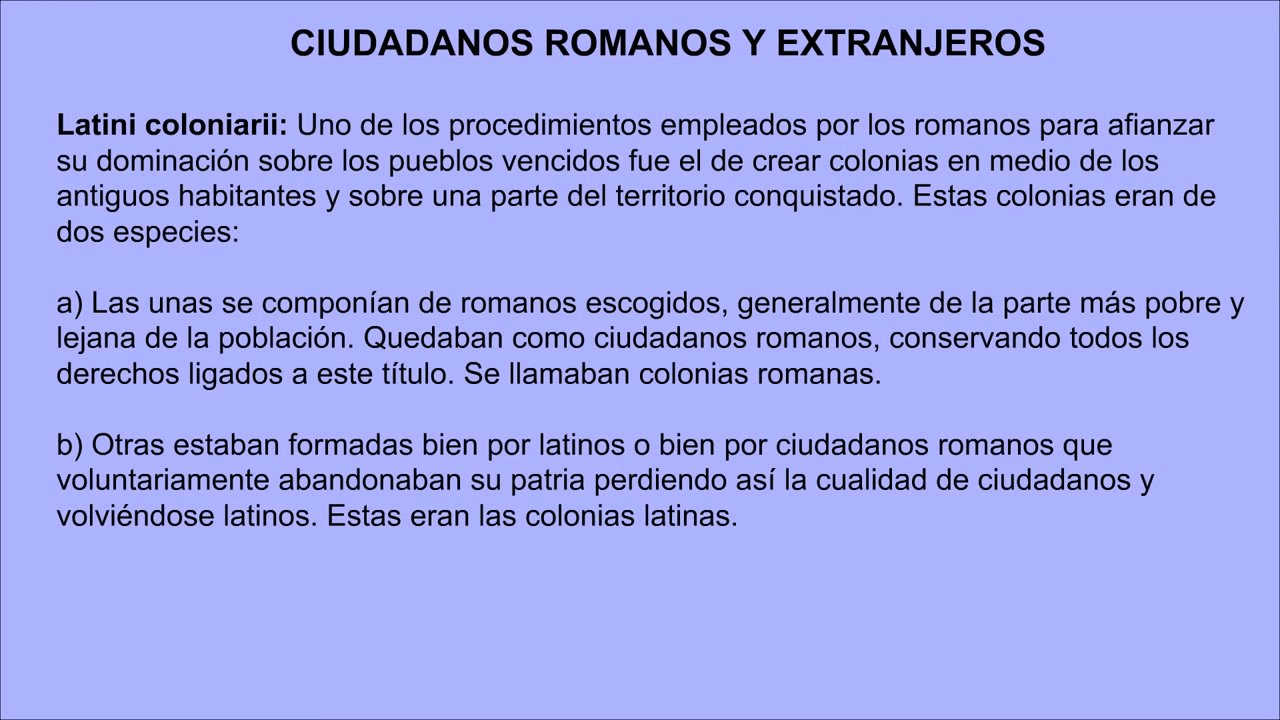 CIUDADANOS ROMANOS Y EXTRANJEROS
Latini coloniarii: Uno de los procedimientos empleados por los romanos para afianzar
su dominación sobre los pueblos vencidos fue el de crear colonias en medio de los
antiguos habitantes y sobre una parte del territorio conquistado. Estas colonias eran de
dos especies:
a) Las unas se componían de romanos escogidos, generalmente de la parte más pobre y
lejana de la población. Quedaban como ciudadanos romanos, conservando todos los
derechos ligados a este título. Se llamaban colonias romanas.
b) Otras estaban formadas bien por latinos o bien por ciudadanos romanos que
voluntariamente abandonaban su patria perdiendo así la cualidad de ciudadanos y
volviéndose latinos. Estas eran las colonias latinas.